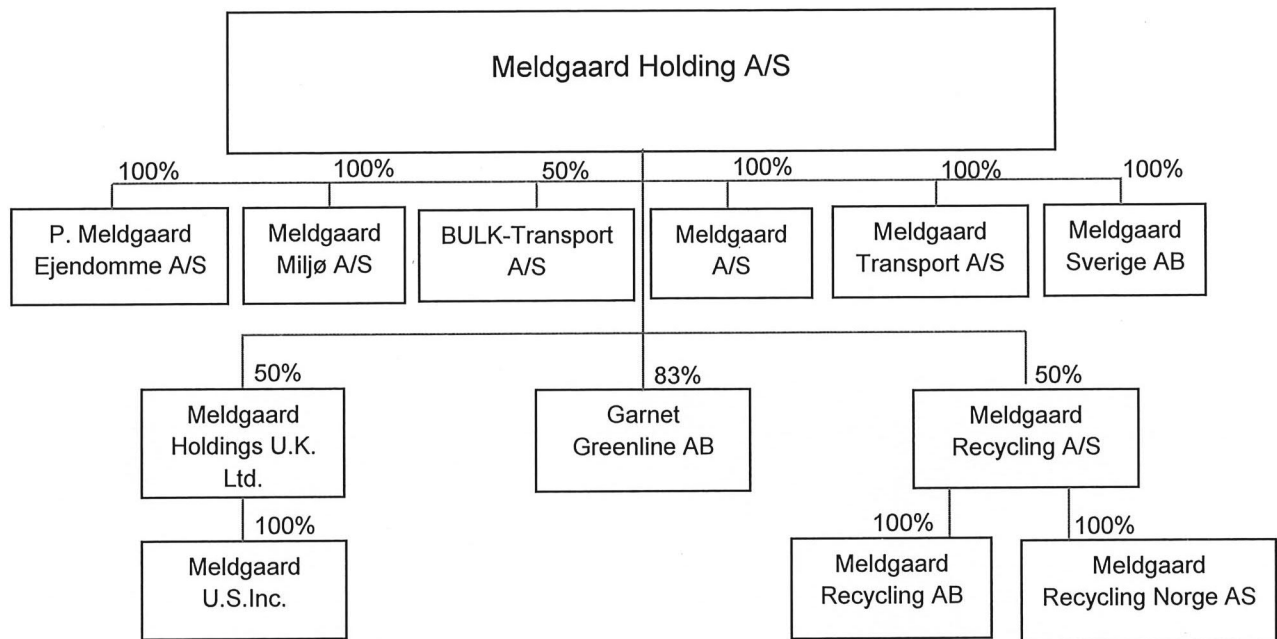 Meldgaard Holding A/S
100%
100%
50%
100%
100%
100%
P. Meldgaard
Ejendomme A/S
Meldgaard
Miljø A/S
BULK-Transport
A/S
Meldgaard
A/S
Meldgaard
Transport A/S
Meldgaard
Sverige AB
50%
83%
50%
Meldgaard
Holdings U.K.
Ltd.
Garnet
Greenline AB
Meldgaard
Recycling A/S
100%
100%
100%
Meldgaard
U.S.Inc.
Meldgaard
Recycling AB
Meldgaard
Recycling Norge AS